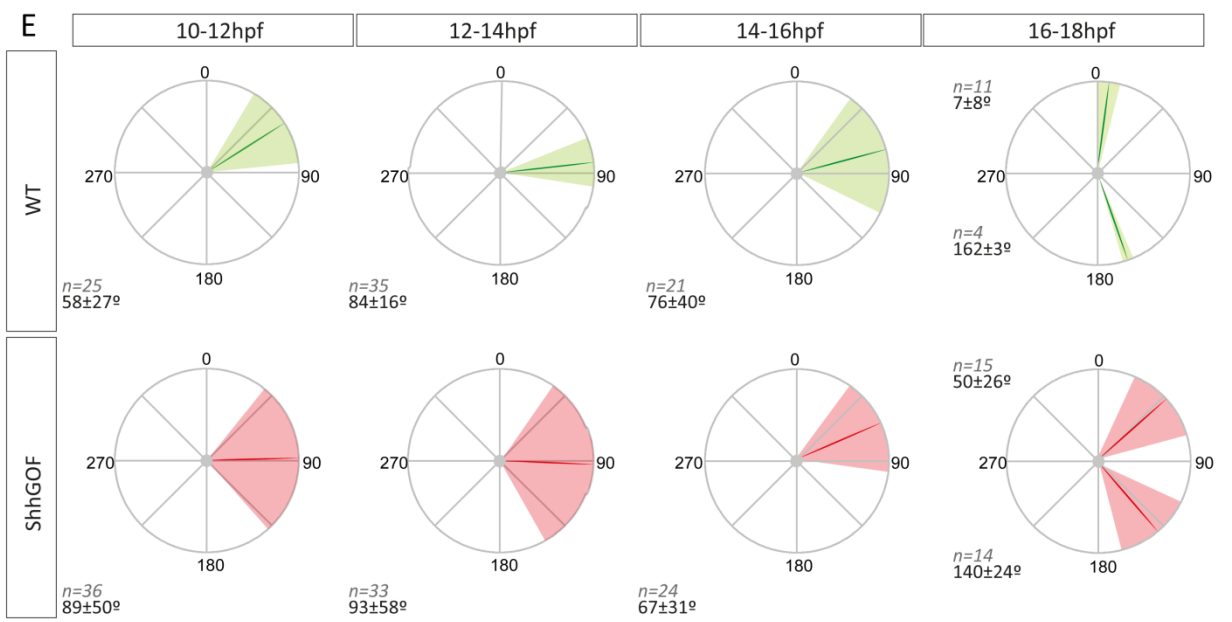 E
10-12hpf
12-14hpf
14-16hpf
16-18hpf
WT
0
270
90
180
n=25
58±27º
0
270
90
180
n=35
84±16º
0
270
90
180
n=21
76±40º
0
n=11
7±8º
270
90
n=4
162±3º
180
ShhGOF
0
270
90
180
n=36
89±50º
0
270
90
180
n=33
93±58º
0
270
90
180
n=24
67±31º
0
n=15
50±26º
270
90
n=14
140±24º
180